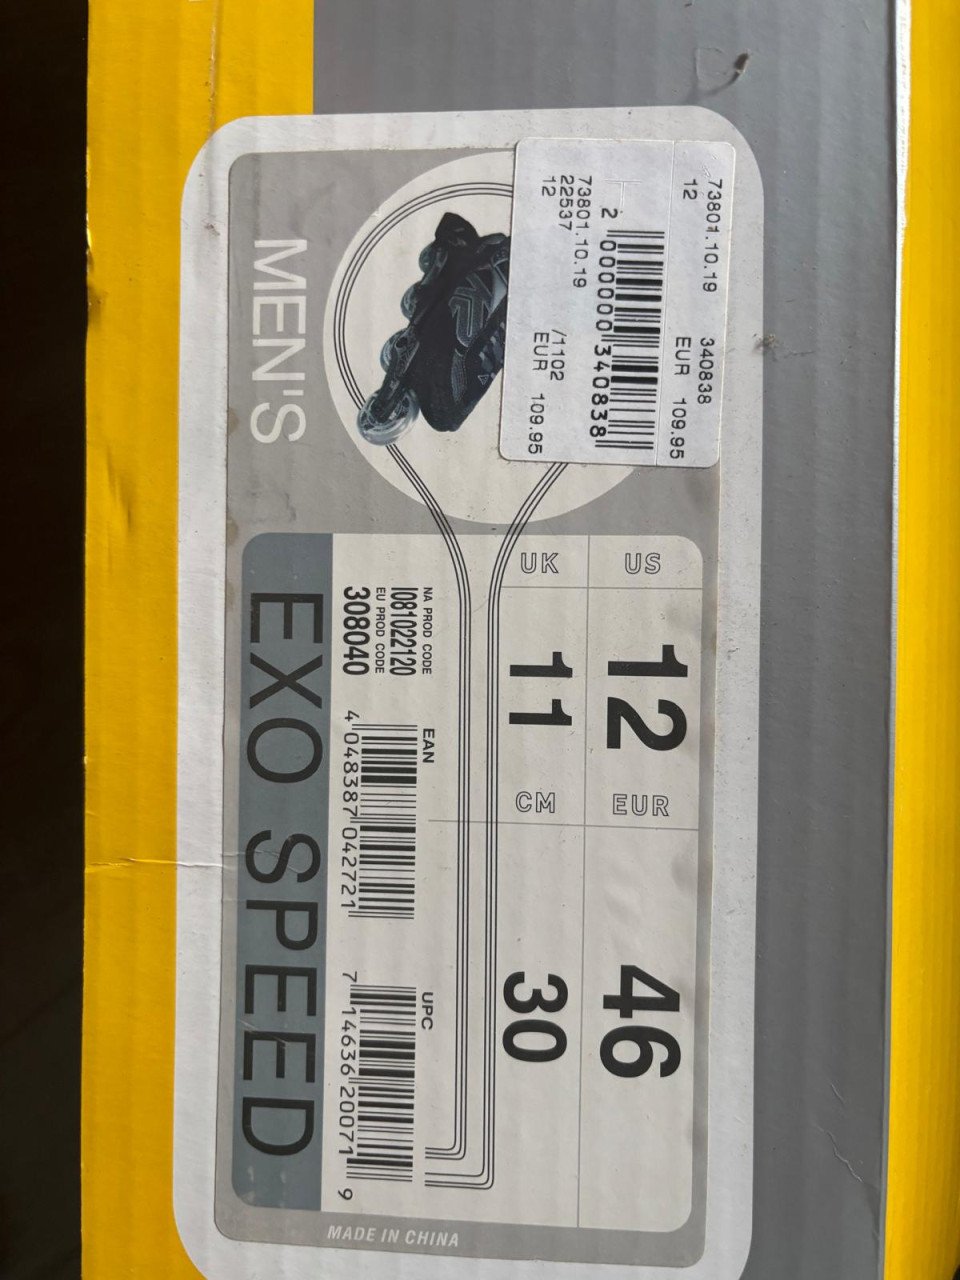 73801.10.19 340838
12 EUR 109.95
2 000000 340838
73801.10.19
22537 /1102
12 EUR 109.95
MEN'S
US 12 EUR 46
UK 11 CM 30
NA PROD CODE
I081022120
EU PROD CODE
308040
EAN
4 048387 042721
UPC
7 14636 20071 9
EXO SPEED
MADE IN CHINA